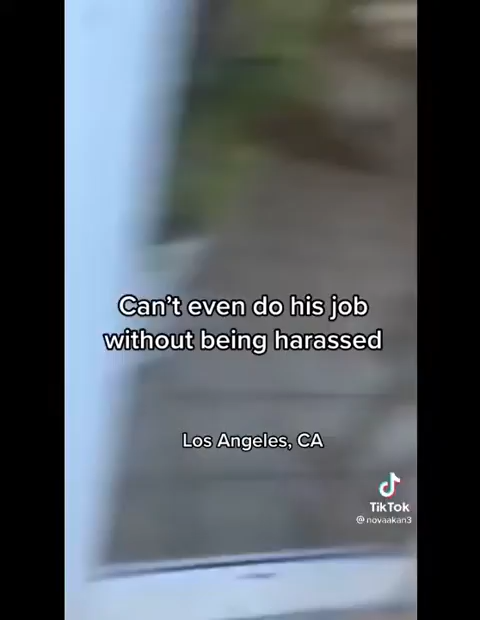 Can't even do his job
without being harassed
Los Angeles, CA
TikTok
@novaakan3